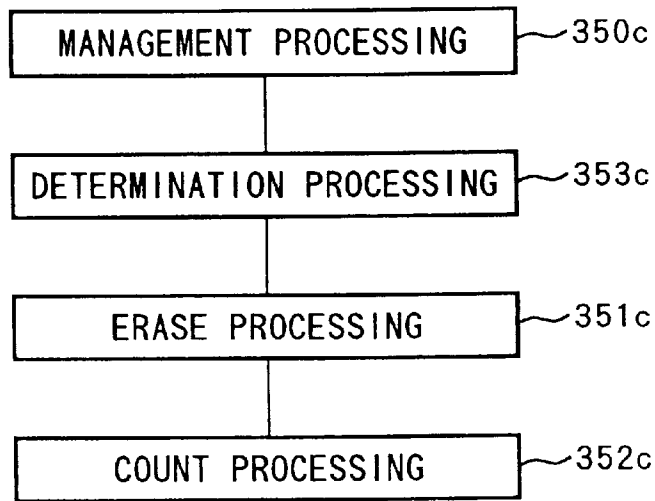 MANAGEMENT PROCESSING 350c
DETERMINATION PROCESSING 353c
ERASE PROCESSING 351c
COUNT PROCESSING 352c